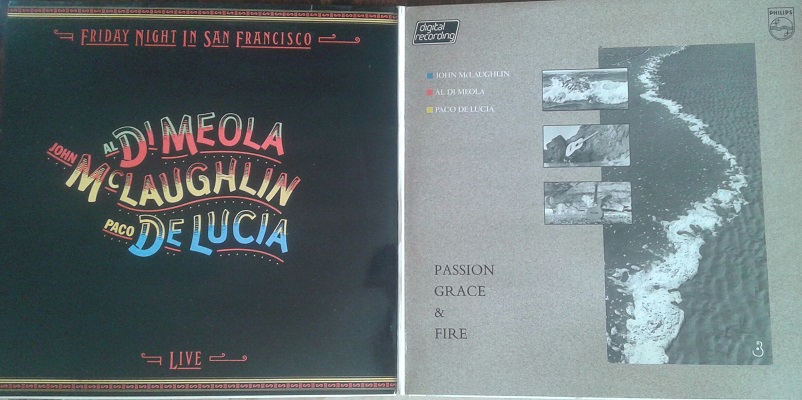 FRIDAY NIGHT IN SAN FRANCISCO
AL DI MEOLA
JOHN McLAUGHLIN
PACO DE LUCIA
LIVE
digital
recording
PHILIPS
JOHN McLAUGHLIN
AL DI MEOLA
PACO DE LUCIA
PASSION
GRACE
&
FIRE